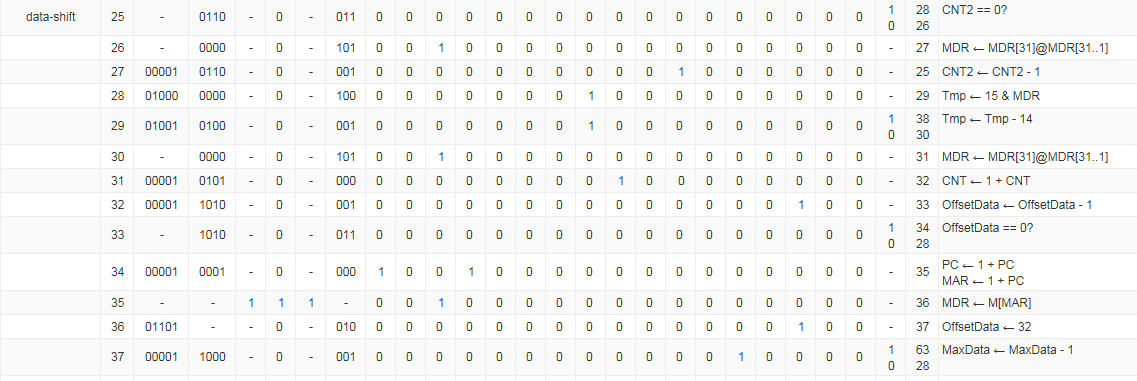 data-shift 25 - 0110 - 0 - 011 0 0 0 0 0 0 0 0 0 0 0 0 0 0 0 0 0 1 28 CNT2 == 0?
0 26
26 - 0000 - 0 - 101 0 0 1 0 0 0 0 0 0 0 0 0 0 0 0 0 0 - 27 MDR ← MDR[31]@MDR[31..1]
27 00001 0110 - 0 - 001 0 0 0 0 0 0 0 0 0 0 1 0 0 0 0 0 0 - 25 CNT2 ← CNT2 - 1
28 01000 0000 - 0 - 100 0 0 0 0 0 0 0 1 0 0 0 0 0 0 0 0 0 - 29 Tmp ← 15 & MDR
29 01001 0100 - 0 - 001 0 0 0 0 0 0 0 1 0 0 0 0 0 0 0 0 0 1 38 Tmp ← Tmp - 14
0 30
30 - 0000 - 0 - 101 0 0 1 0 0 0 0 0 0 0 0 0 0 0 0 0 0 - 31 MDR ← MDR[31]@MDR[31..1]
31 00001 0101 - 0 - 000 0 0 0 0 0 0 0 0 1 0 0 0 0 0 0 0 0 - 32 CNT ← 1 + CNT
32 00001 1010 - 0 - 001 0 0 0 0 0 0 0 0 0 0 0 0 0 0 1 0 0 - 33 OffsetData ← OffsetData - 1
33 - 1010 - 0 - 011 0 0 0 0 0 0 0 0 0 0 0 0 0 0 0 0 0 1 34 OffsetData == 0?
0 28
34 00001 0001 - 0 - 000 1 0 0 1 0 0 0 0 0 0 0 0 0 0 0 0 0 - 35 PC ← 1 + PC
MAR ← 1 + PC
35 - - 1 1 1 - 0 0 1 0 0 0 0 0 0 0 0 0 0 0 0 0 0 - 36 MDR ← M[MAR]
36 01101 - - 0 - 010 0 0 0 0 0 0 0 0 0 0 0 0 0 0 1 0 0 - 37 OffsetData ← 32
37 00001 1000 - 0 - 001 0 0 0 0 0 0 0 0 0 0 0 0 1 0 0 0 0 1 63 MaxData ← MaxData - 1
0 28